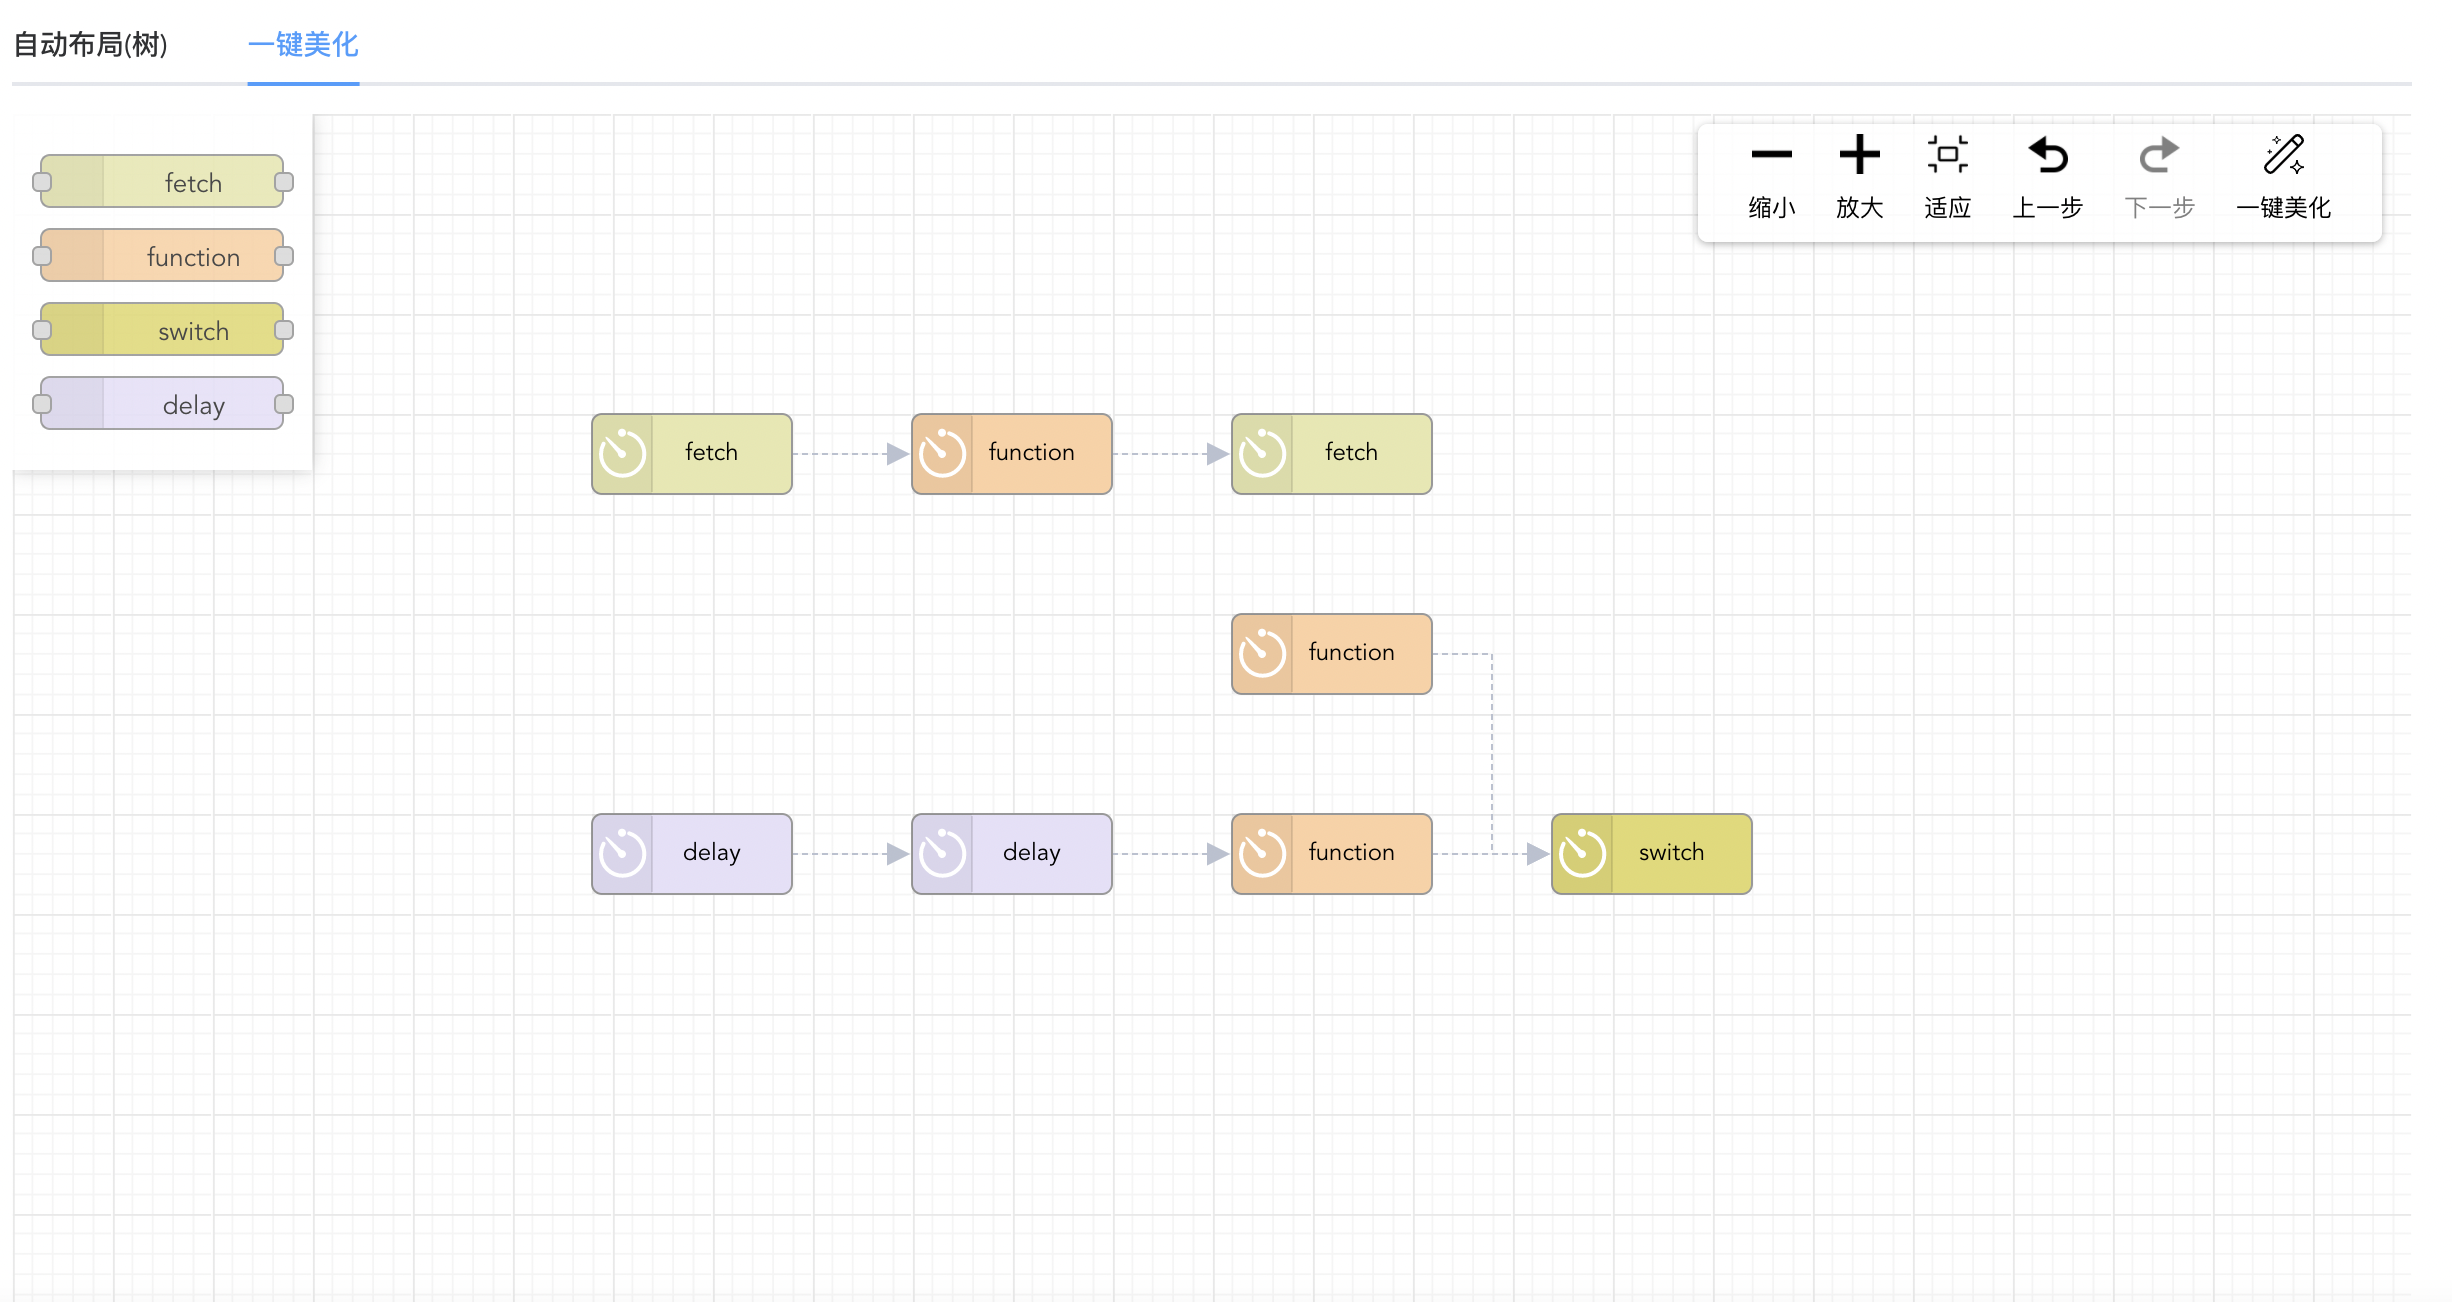 自动布局(树)
一键美化
fetch
function
switch
delay
缩小
放大
适应
上一步
下一步
一键美化
fetch
function
fetch
function
delay
delay
function
switch